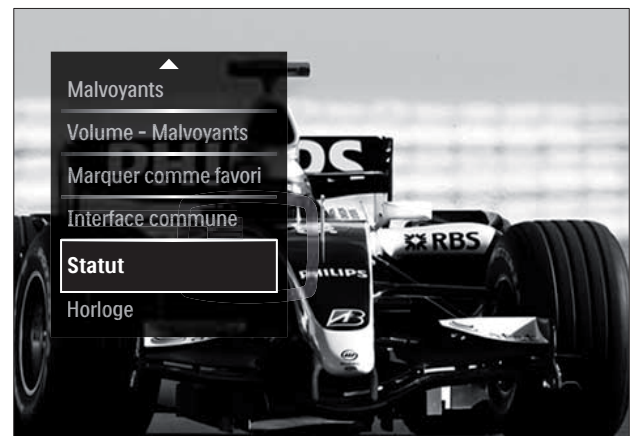 Malvoyants
Volume - Malvoyants
Marquer comme favori
Interface commune
Statut
Horloge
RBS
PHILIPS